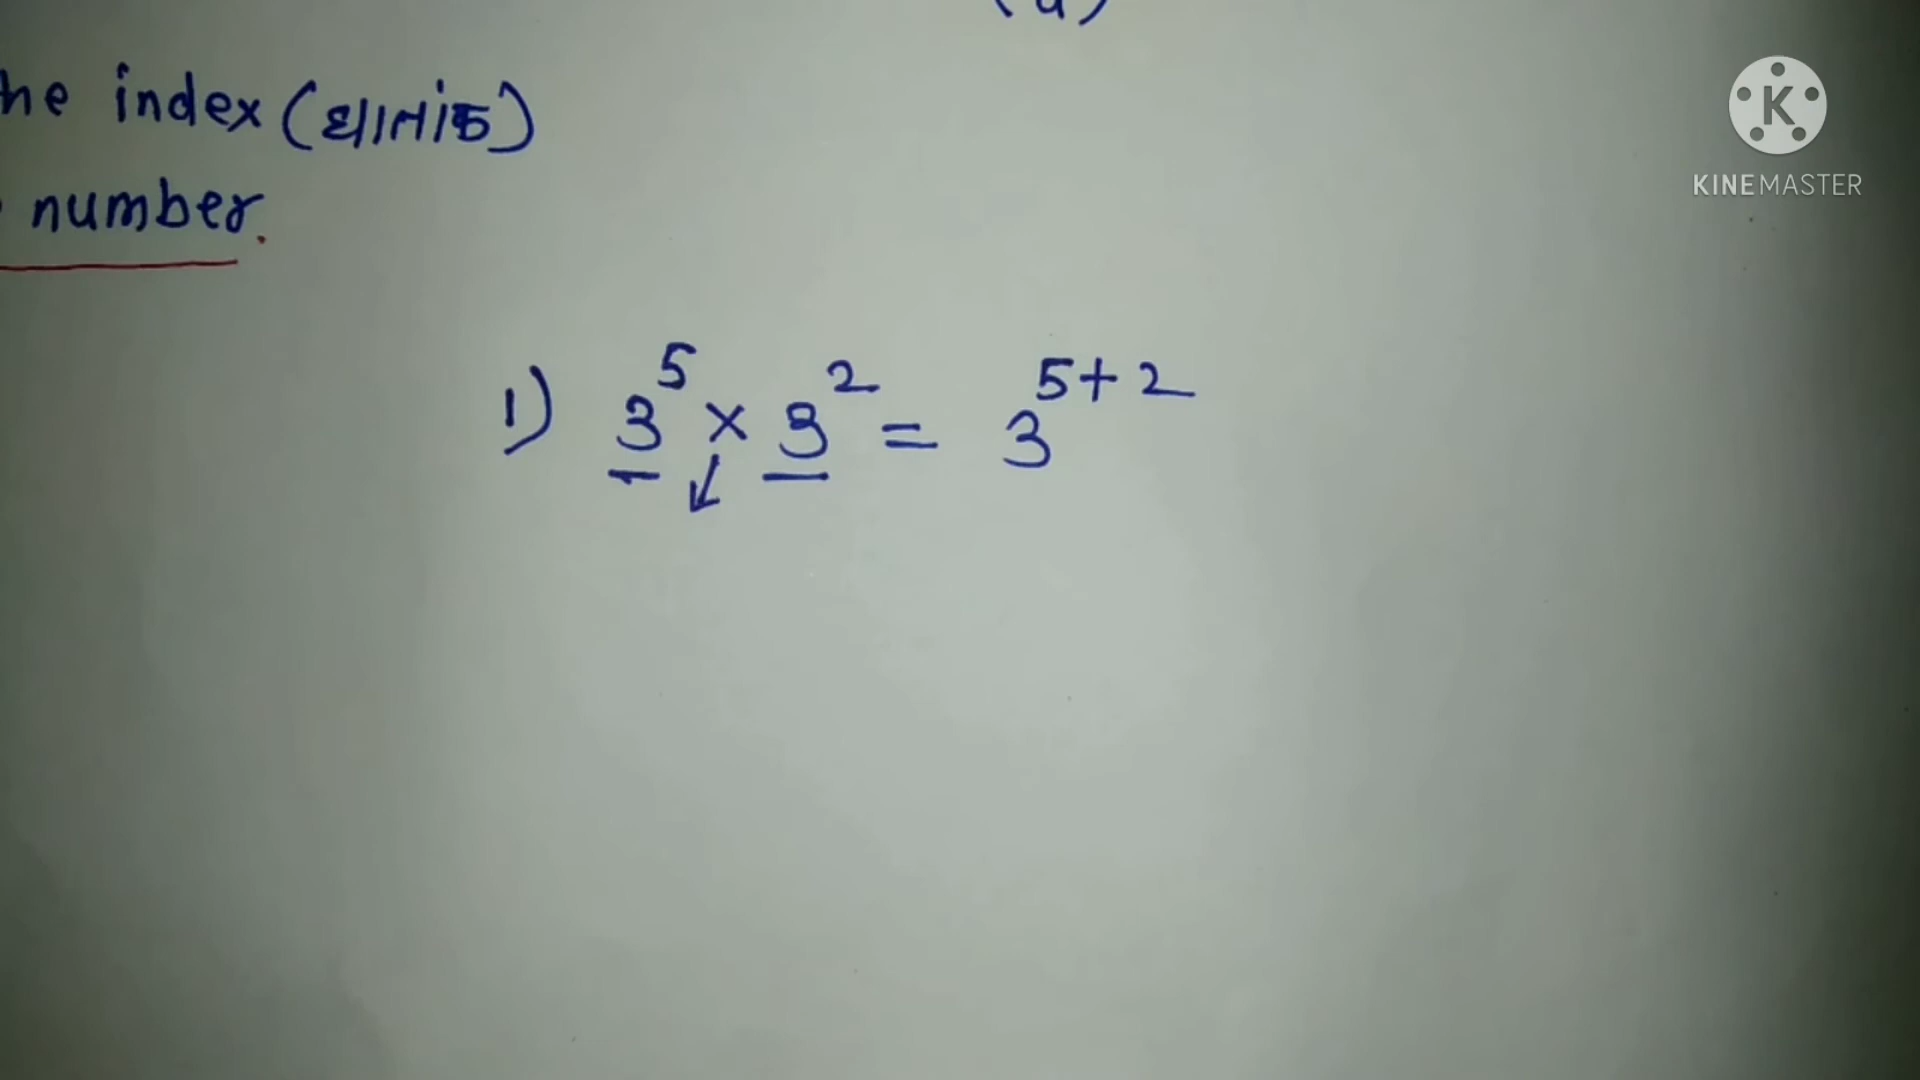 (a)
he index (ઘાતાંક)
number.
1) 3⁵ × 3² = 3⁵⁺²
KINEMASTER